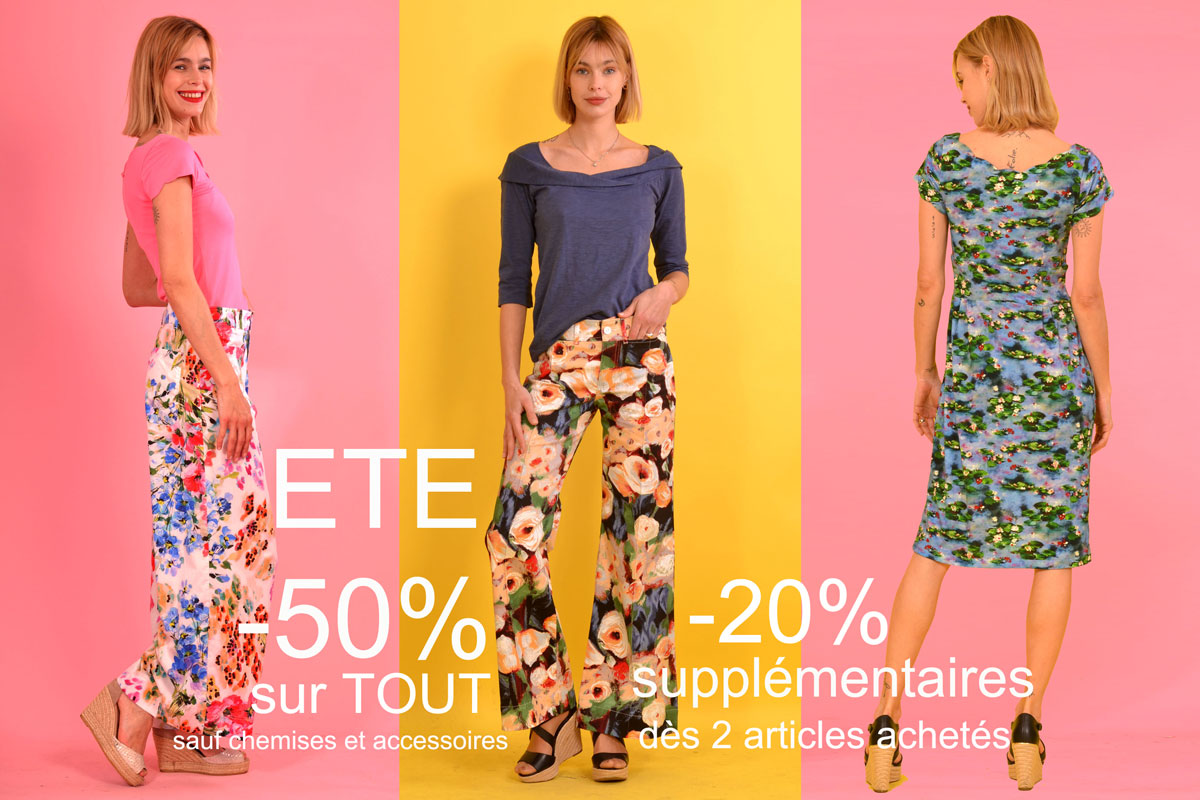 ETE
-50%
sur TOUT
sauf chemises et accessoires
-20%
supplémentaires
dès 2 articles achetés